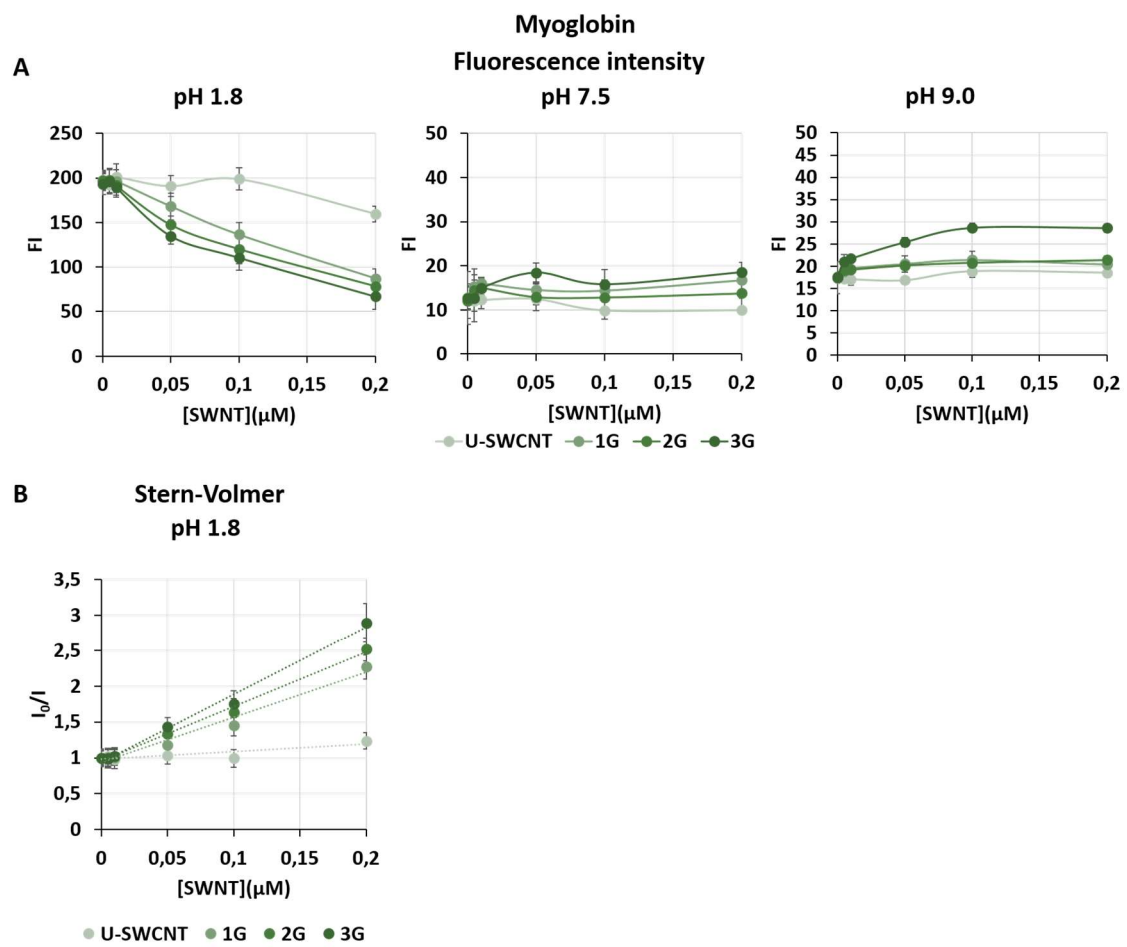 Myoglobin
Fluorescence intensity
A
pH 1.8
pH 7.5
pH 9.0
FI
250
200
150
100
50
0
0 0,05 0,1 0,15 0,2
[SWNT](µM)
FI
50
40
30
20
10
0
0 0,05 0,1 0,15 0,2
[SWNT](µM)
FI
50
45
40
35
30
25
20
15
10
5
0
0 0,05 0,1 0,15 0,2
[SWNT](µM)
U-SWCNT 1G 2G 3G
B
Stern-Volmer
pH 1.8
I₀/I
3,5
3
2,5
2
1,5
1
0,5
0
0 0,05 0,1 0,15 0,2
[SWNT](µM)
U-SWCNT 1G 2G 3G